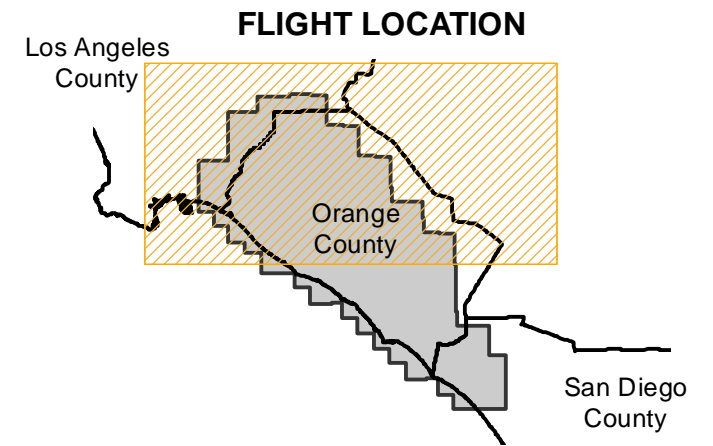 FLIGHT LOCATION
Los Angeles
County
Orange
County
San Diego
County